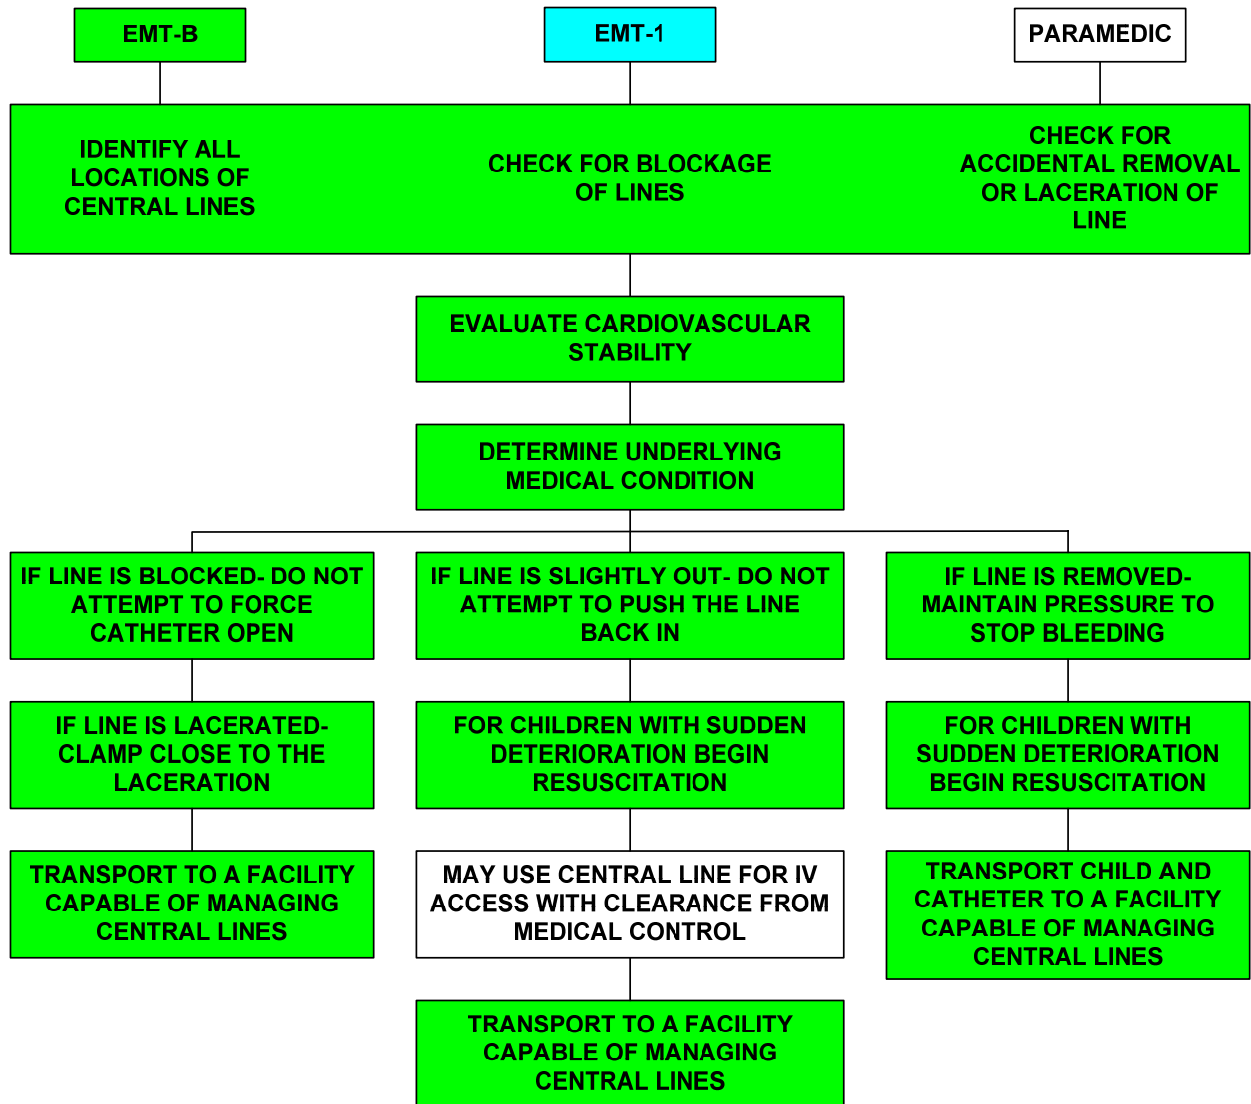 EMT-B
EMT-1
PARAMEDIC
IDENTIFY ALL
LOCATIONS OF
CENTRAL LINES
CHECK FOR BLOCKAGE
OF LINES
CHECK FOR
ACCIDENTAL REMOVAL
OR LACERATION OF
LINE
EVALUATE CARDIOVASCULAR
STABILITY
DETERMINE UNDERLYING
MEDICAL CONDITION
IF LINE IS BLOCKED- DO NOT
ATTEMPT TO FORCE
CATHETER OPEN
IF LINE IS LACERATED-
CLAMP CLOSE TO THE
LACERATION
TRANSPORT TO A FACILITY
CAPABLE OF MANAGING
CENTRAL LINES
IF LINE IS SLIGHTLY OUT- DO NOT
ATTEMPT TO PUSH THE LINE
BACK IN
FOR CHILDREN WITH SUDDEN
DETERIORATION BEGIN
RESUSCITATION
MAY USE CENTRAL LINE FOR IV
ACCESS WITH CLEARANCE FROM
MEDICAL CONTROL
TRANSPORT TO A FACILITY
CAPABLE OF MANAGING
CENTRAL LINES
IF LINE IS REMOVED-
MAINTAIN PRESSURE TO
STOP BLEEDING
FOR CHILDREN WITH
SUDDEN DETERIORATION
BEGIN RESUSCITATION
TRANSPORT CHILD AND
CATHETER TO A FACILITY
CAPABLE OF MANAGING
CENTRAL LINES